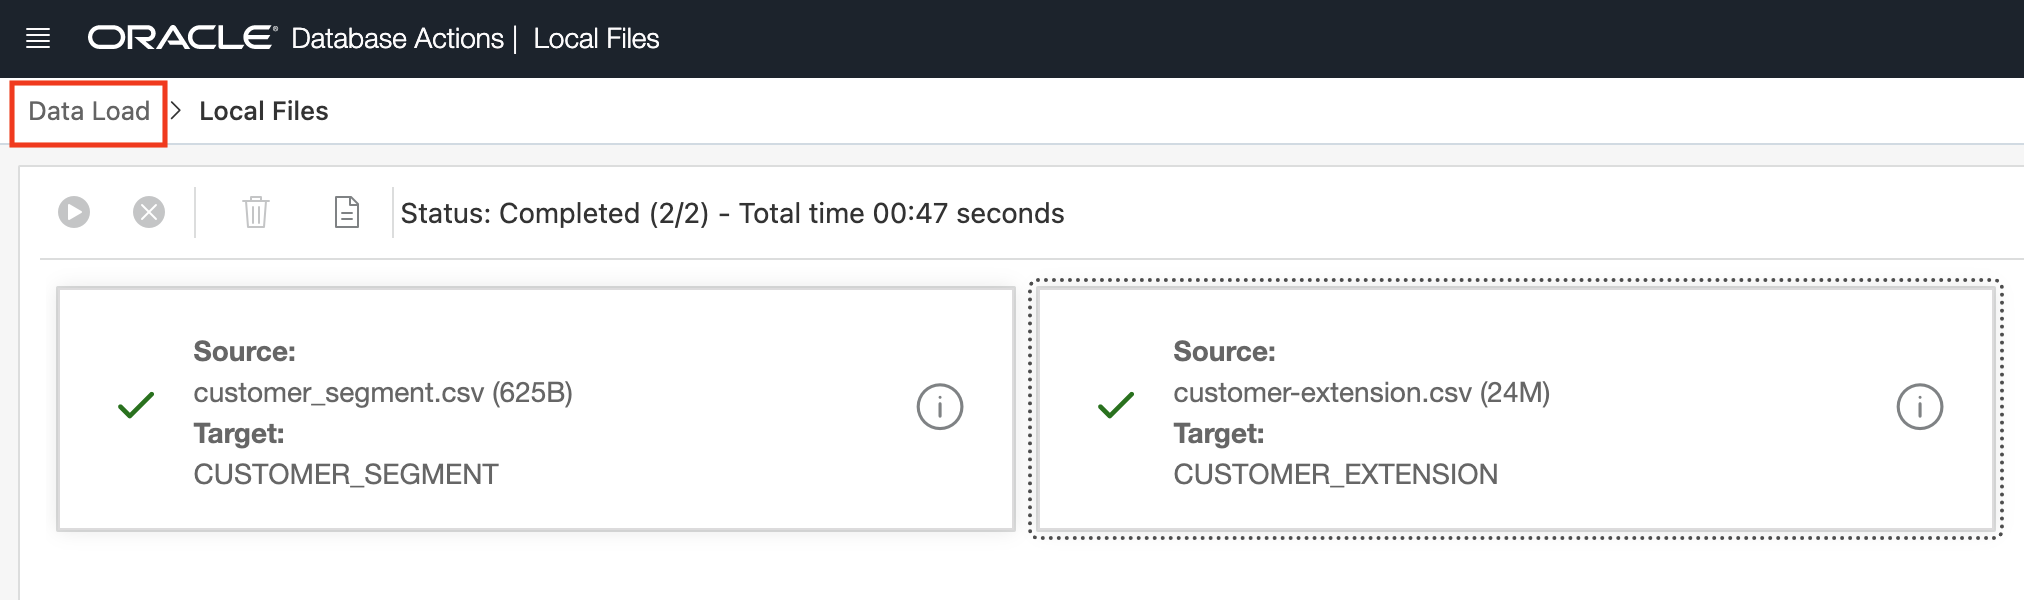 ORACLE® Database Actions | Local Files
Data Load > Local Files
Status: Completed (2/2) - Total time 00:47 seconds
Source:
customer_segment.csv (625B)
Target:
CUSTOMER_SEGMENT
Source:
customer-extension.csv (24M)
Target:
CUSTOMER_EXTENSION